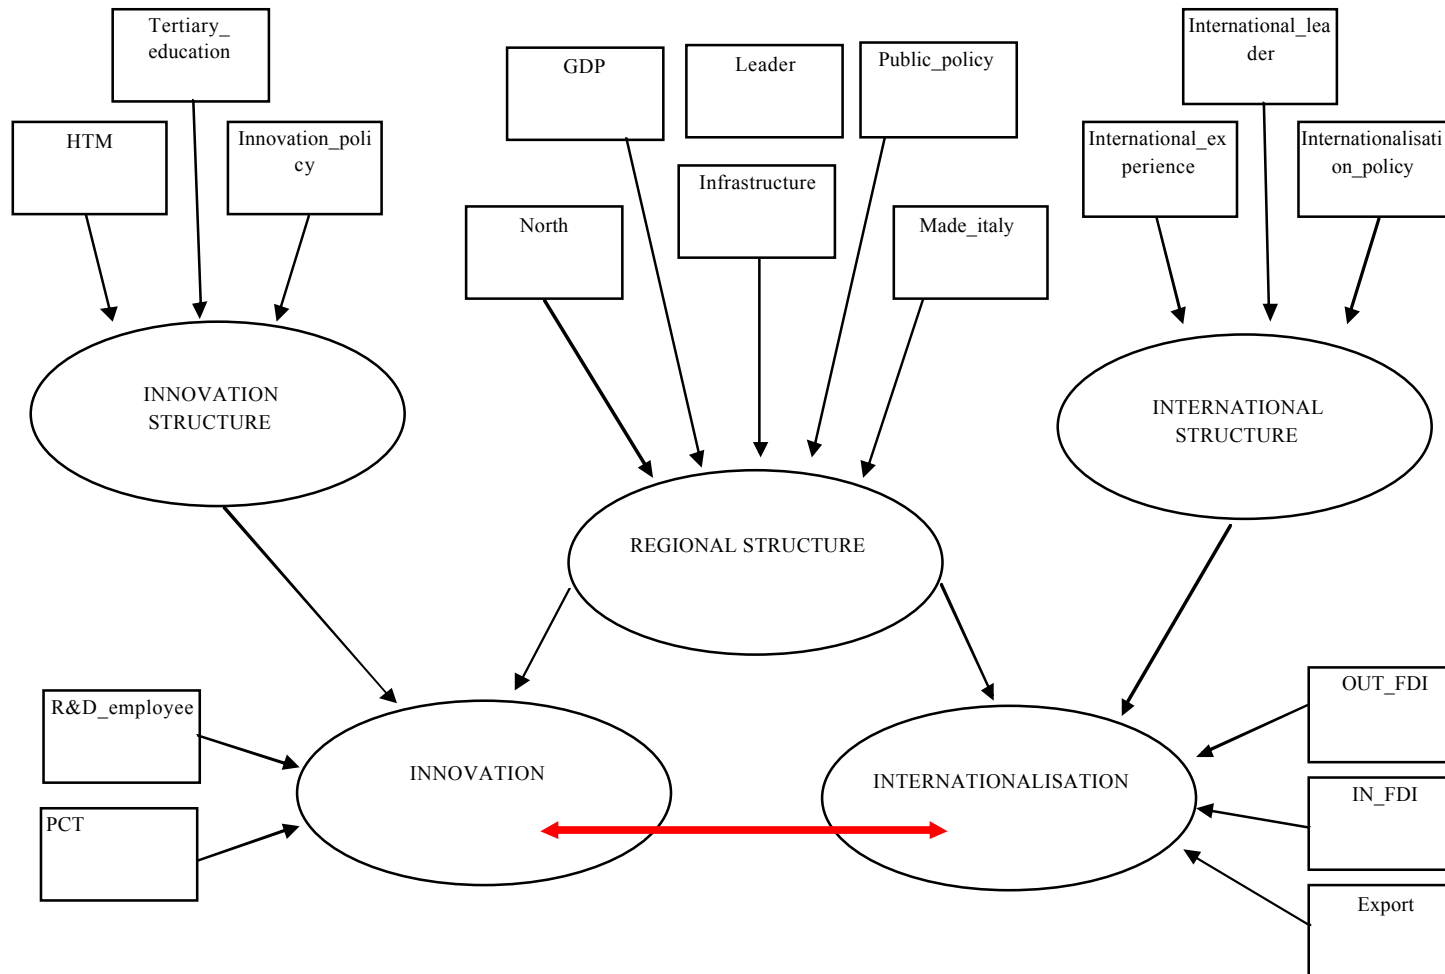 Tertiary_
education
International_lea
der
GDP
Leader
Public_policy
HTM
Innovation_poli
cy
International_ex
perience
Internationalisati
on_policy
Infrastructure
North
Made_italy
INNOVATION
STRUCTURE
INTERNATIONAL
STRUCTURE
REGIONAL STRUCTURE
R&D_employee
OUT_FDI
INNOVATION
INTERNATIONALISATION
IN_FDI
PCT
Export